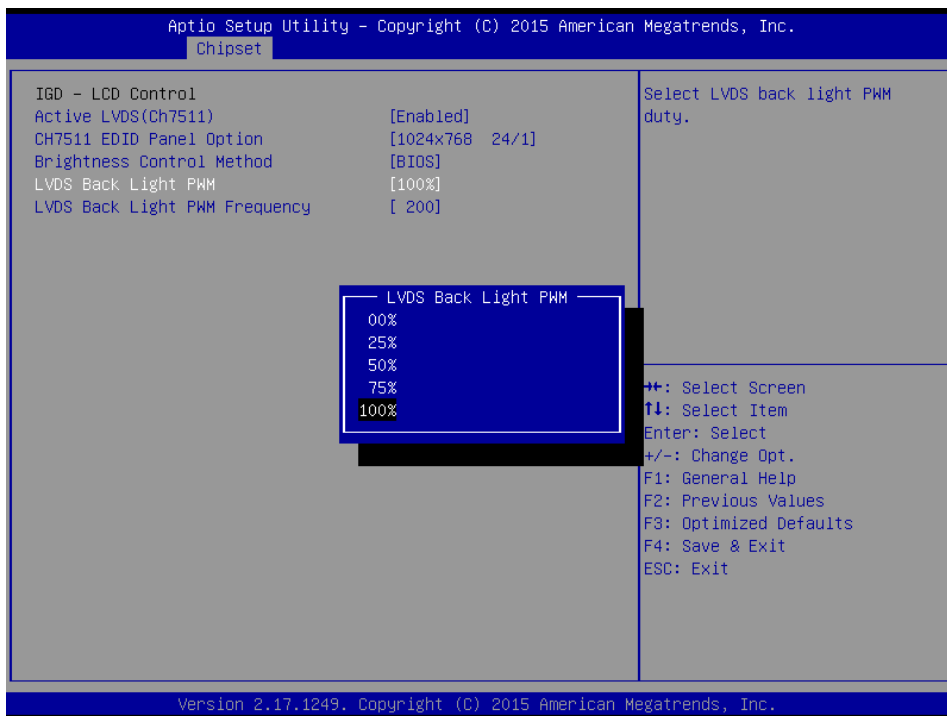 Aptio Setup Utility – Copyright (C) 2015 American Megatrends, Inc.
Chipset
IGD – LCD Control
Active LVDS(Ch7511) [Enabled]
CH7511 EDID Panel Option [1024x768 24/1]
Brightness Control Method [BIOS]
LVDS Back Light PWM [100%]
LVDS Back Light PWM Frequency [ 200]
LVDS Back Light PWM
00%
25%
50%
75%
100%
Select LVDS back light PWM
duty.
→←: Select Screen
↑↓: Select Item
Enter: Select
+/-: Change Opt.
F1: General Help
F2: Previous Values
F3: Optimized Defaults
F4: Save & Exit
ESC: Exit
Version 2.17.1249. Copyright (C) 2015 American Megatrends, Inc.